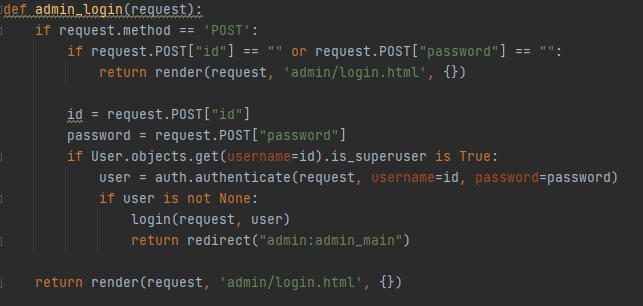 def admin_login(request):
    if request.method == 'POST':
        if request.POST["id"] == "" or request.POST["password"] == "":
            return render(request, 'admin/login.html', {})

        id = request.POST["id"]
        password = request.POST["password"]
        if User.objects.get(username=id).is_superuser is True:
            user = auth.authenticate(request, username=id, password=password)
            if user is not None:
                login(request, user)
                return redirect("admin:admin_main")

    return render(request, 'admin/login.html', {})